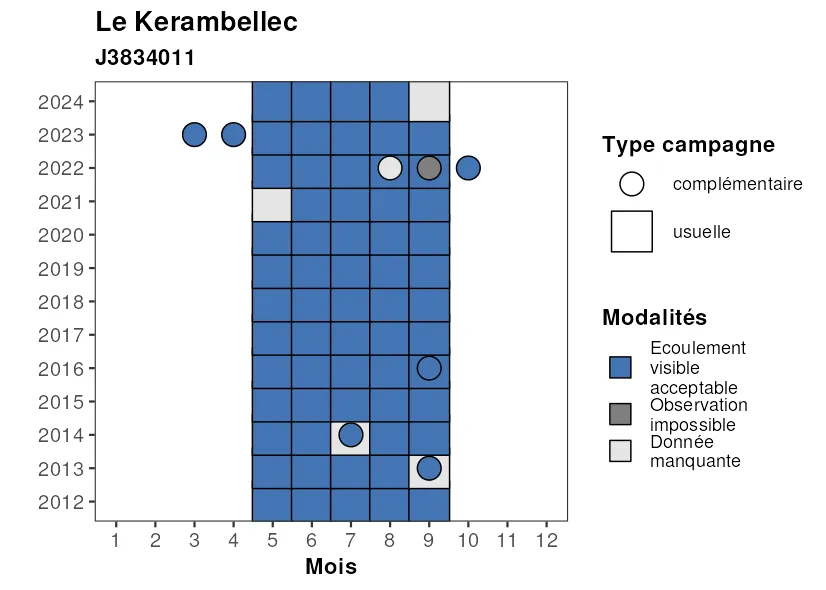 Le Kerambellec
J3834011
2024
2023
2022
2021
2020
2019
2018
2017
2016
2015
2014
2013
2012
1 2 3 4 5 6 7 8 9 10 11 12
Mois
Type campagne
complémentaire
usuelle
Modalités
Ecoulement
visible
acceptable
Observation
impossible
Donnée
manquante